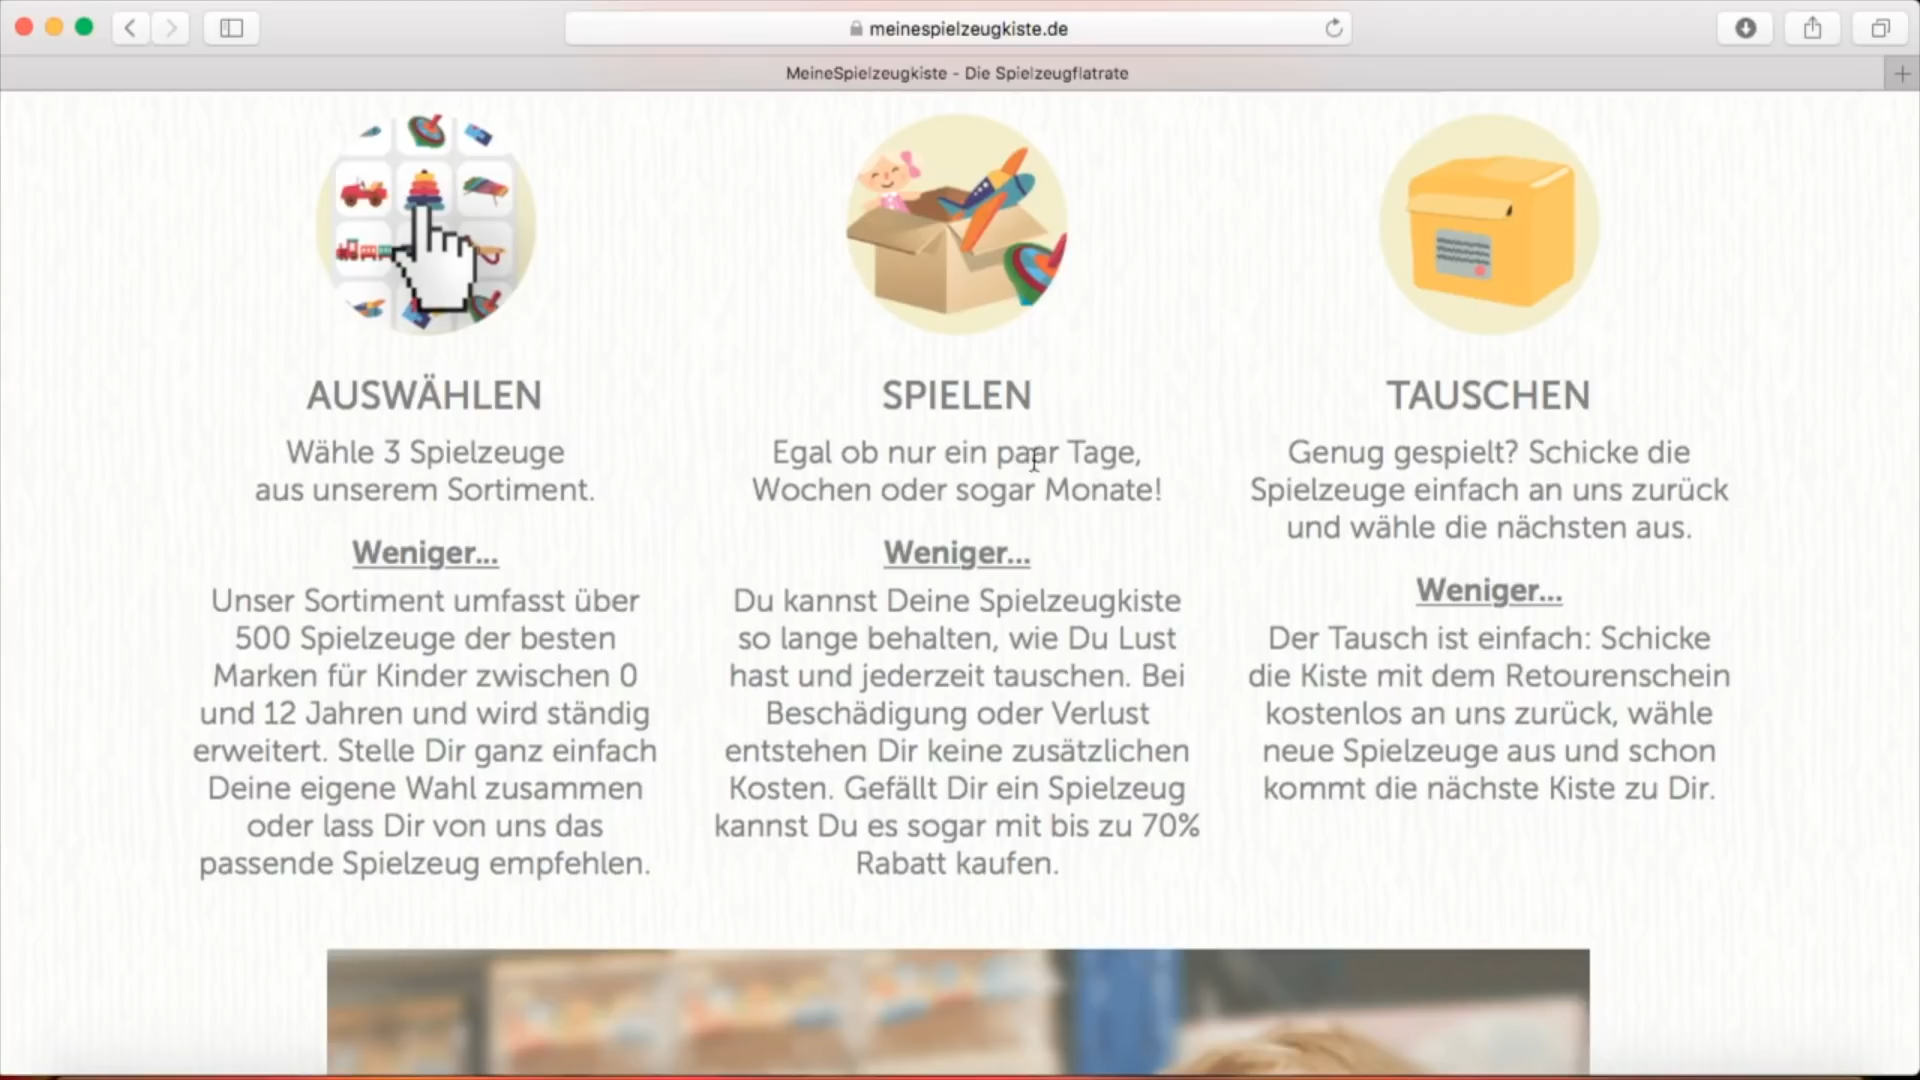 meinespielzeugkiste.de
MeineSpielzeugkiste - Die Spielzeugflatrate
AUSWÄHLEN
Wähle 3 Spielzeuge
aus unserem Sortiment.
Weniger...
Unser Sortiment umfasst über
500 Spielzeuge der besten
Marken für Kinder zwischen 0
und 12 Jahren und wird ständig
erweitert. Stelle Dir ganz einfach
Deine eigene Wahl zusammen
oder lass Dir von uns das
passende Spielzeug empfehlen.
SPIELEN
Egal ob nur ein paar Tage,
Wochen oder sogar Monate!
Weniger...
Du kannst Deine Spielzeugkiste
so lange behalten, wie Du Lust
hast und jederzeit tauschen. Bei
Beschädigung oder Verlust
entstehen Dir keine zusätzlichen
Kosten. Gefällt Dir ein Spielzeug
kannst Du es sogar mit bis zu 70%
Rabatt kaufen.
TAUSCHEN
Genug gespielt? Schicke die
Spielzeuge einfach an uns zurück
und wähle die nächsten aus.
Weniger...
Der Tausch ist einfach: Schicke
die Kiste mit dem Retourenschein
kostenlos an uns zurück, wähle
neue Spielzeuge aus und schon
kommt die nächste Kiste zu Dir.